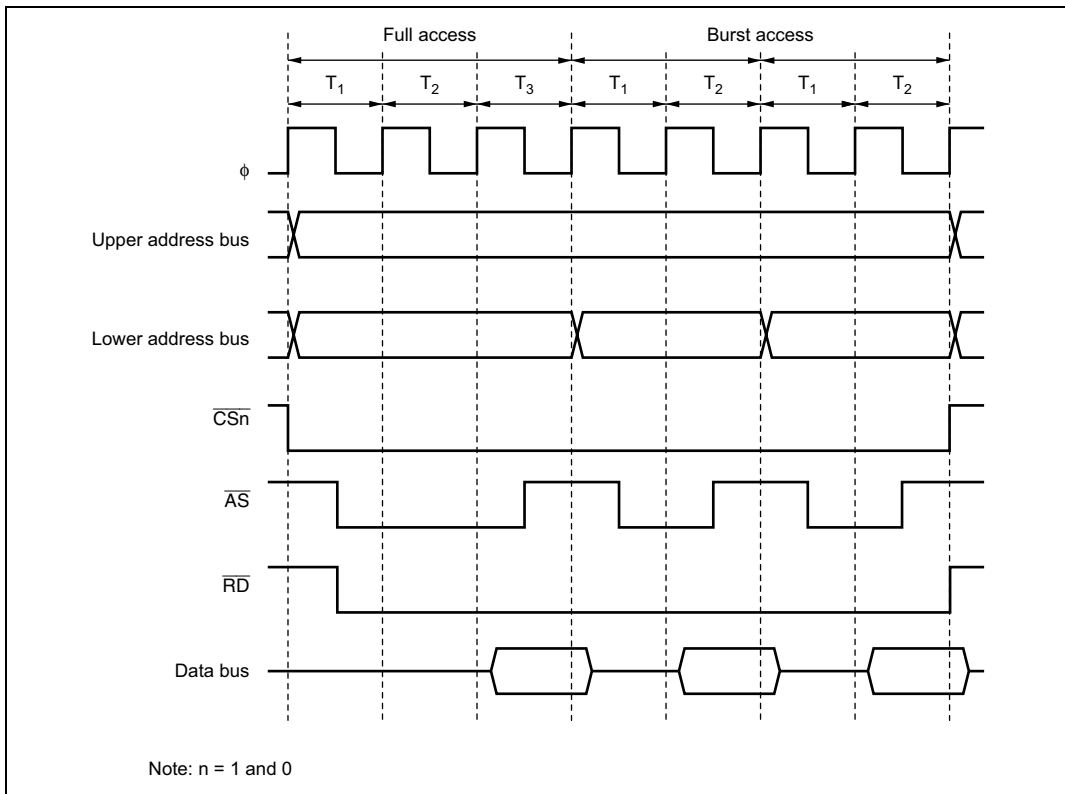 Full access Burst access
T1 T2 T3 T1 T2 T1 T2
ϕ
Upper address bus
Lower address bus
CSn
AS
RD
Data bus
Note: n = 1 and 0